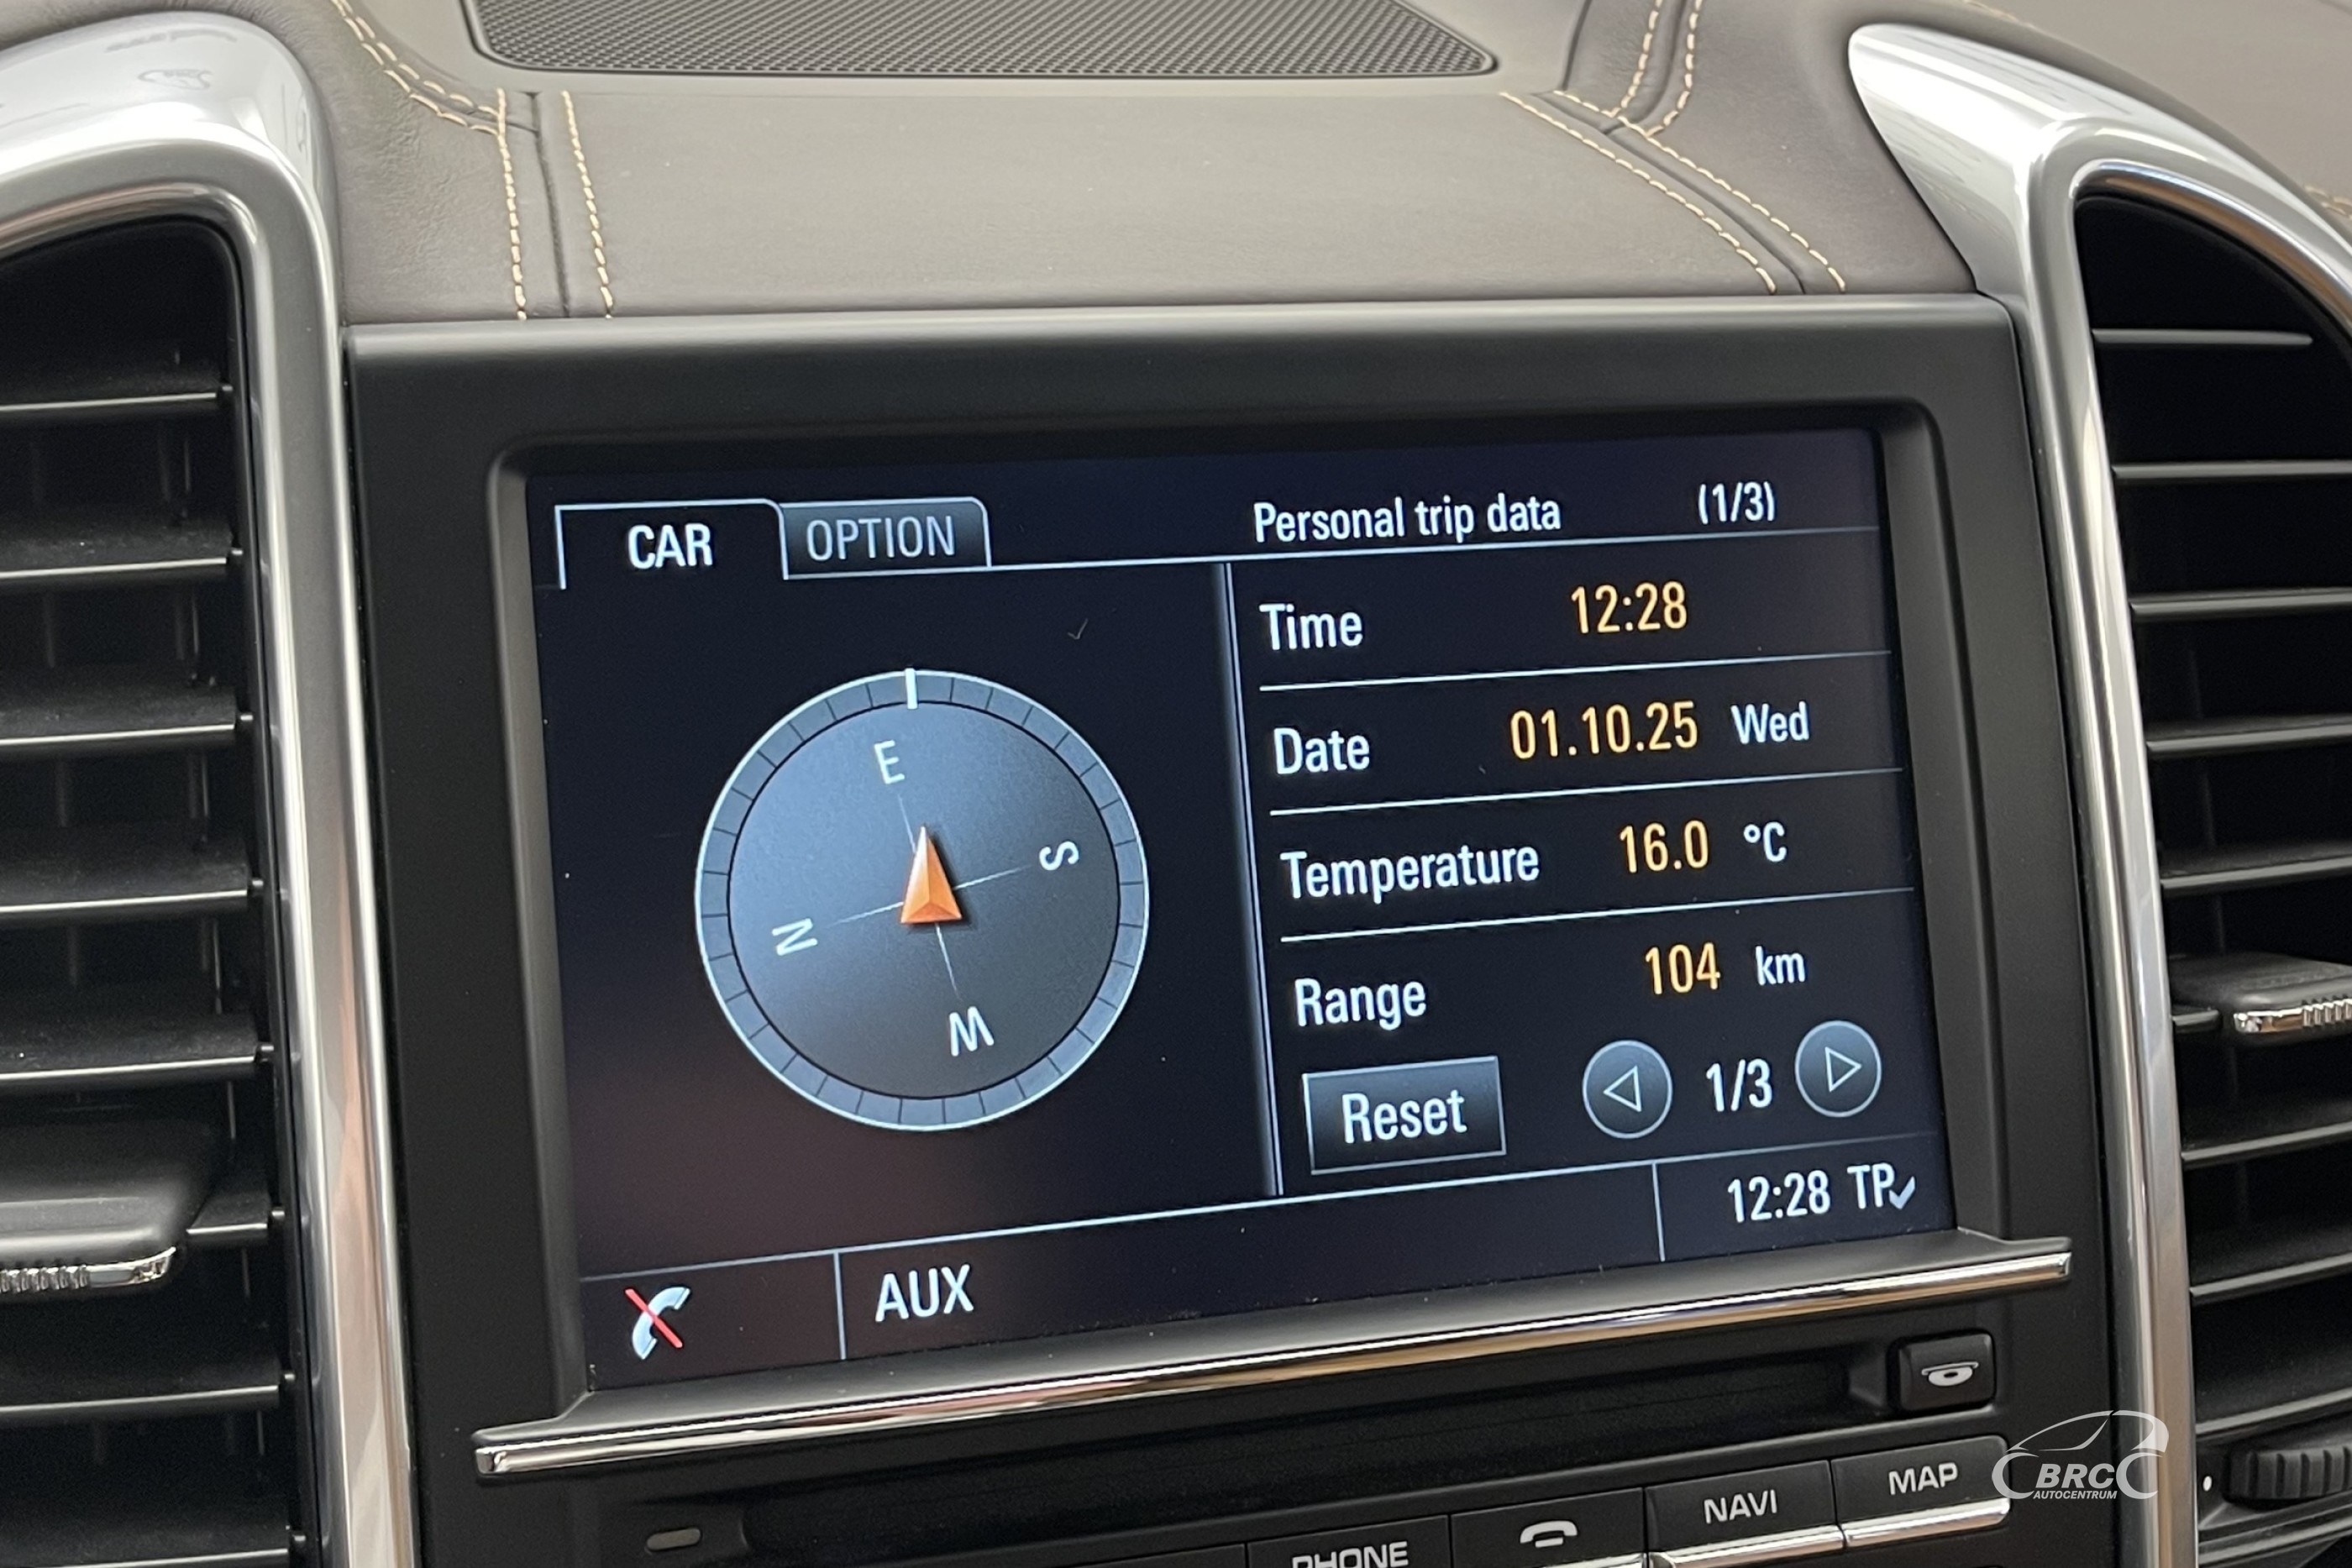 CAR OPTION Personal trip data (1/3)
Time 12:28
Date 01.10.25 Wed
Temperature 16.0 °C
Range 104 km
Reset 1/3
E
S
N
W
12:28 TP
AUX
PHONE NAVI MAP
BRC
AUTOCENTRUM